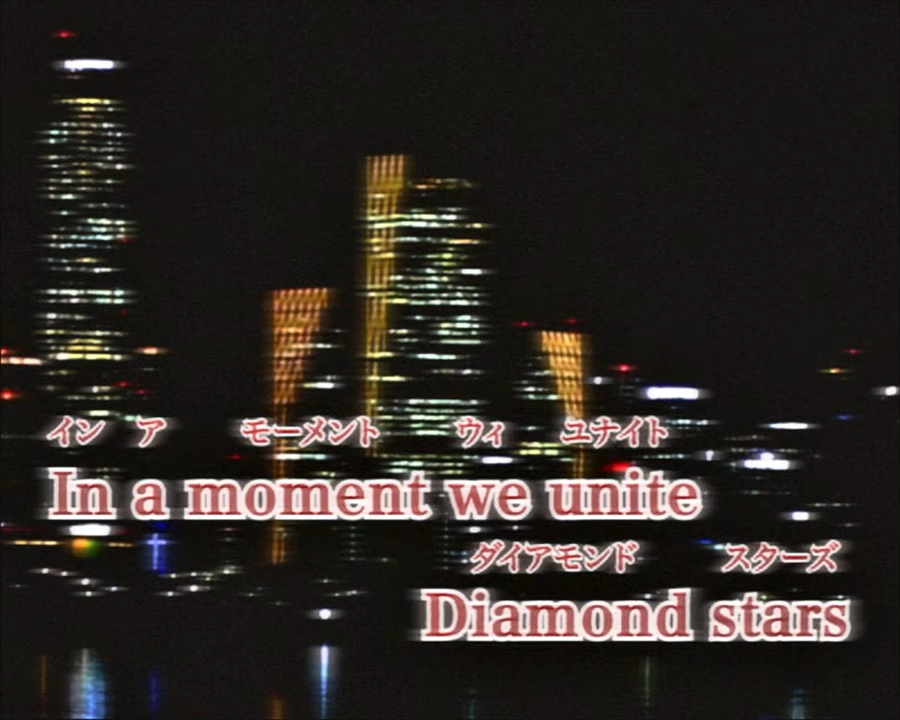 イン ア モーメント ウィ ユナイト
In a moment we unite
ダイアモンド スターズ
Diamond stars